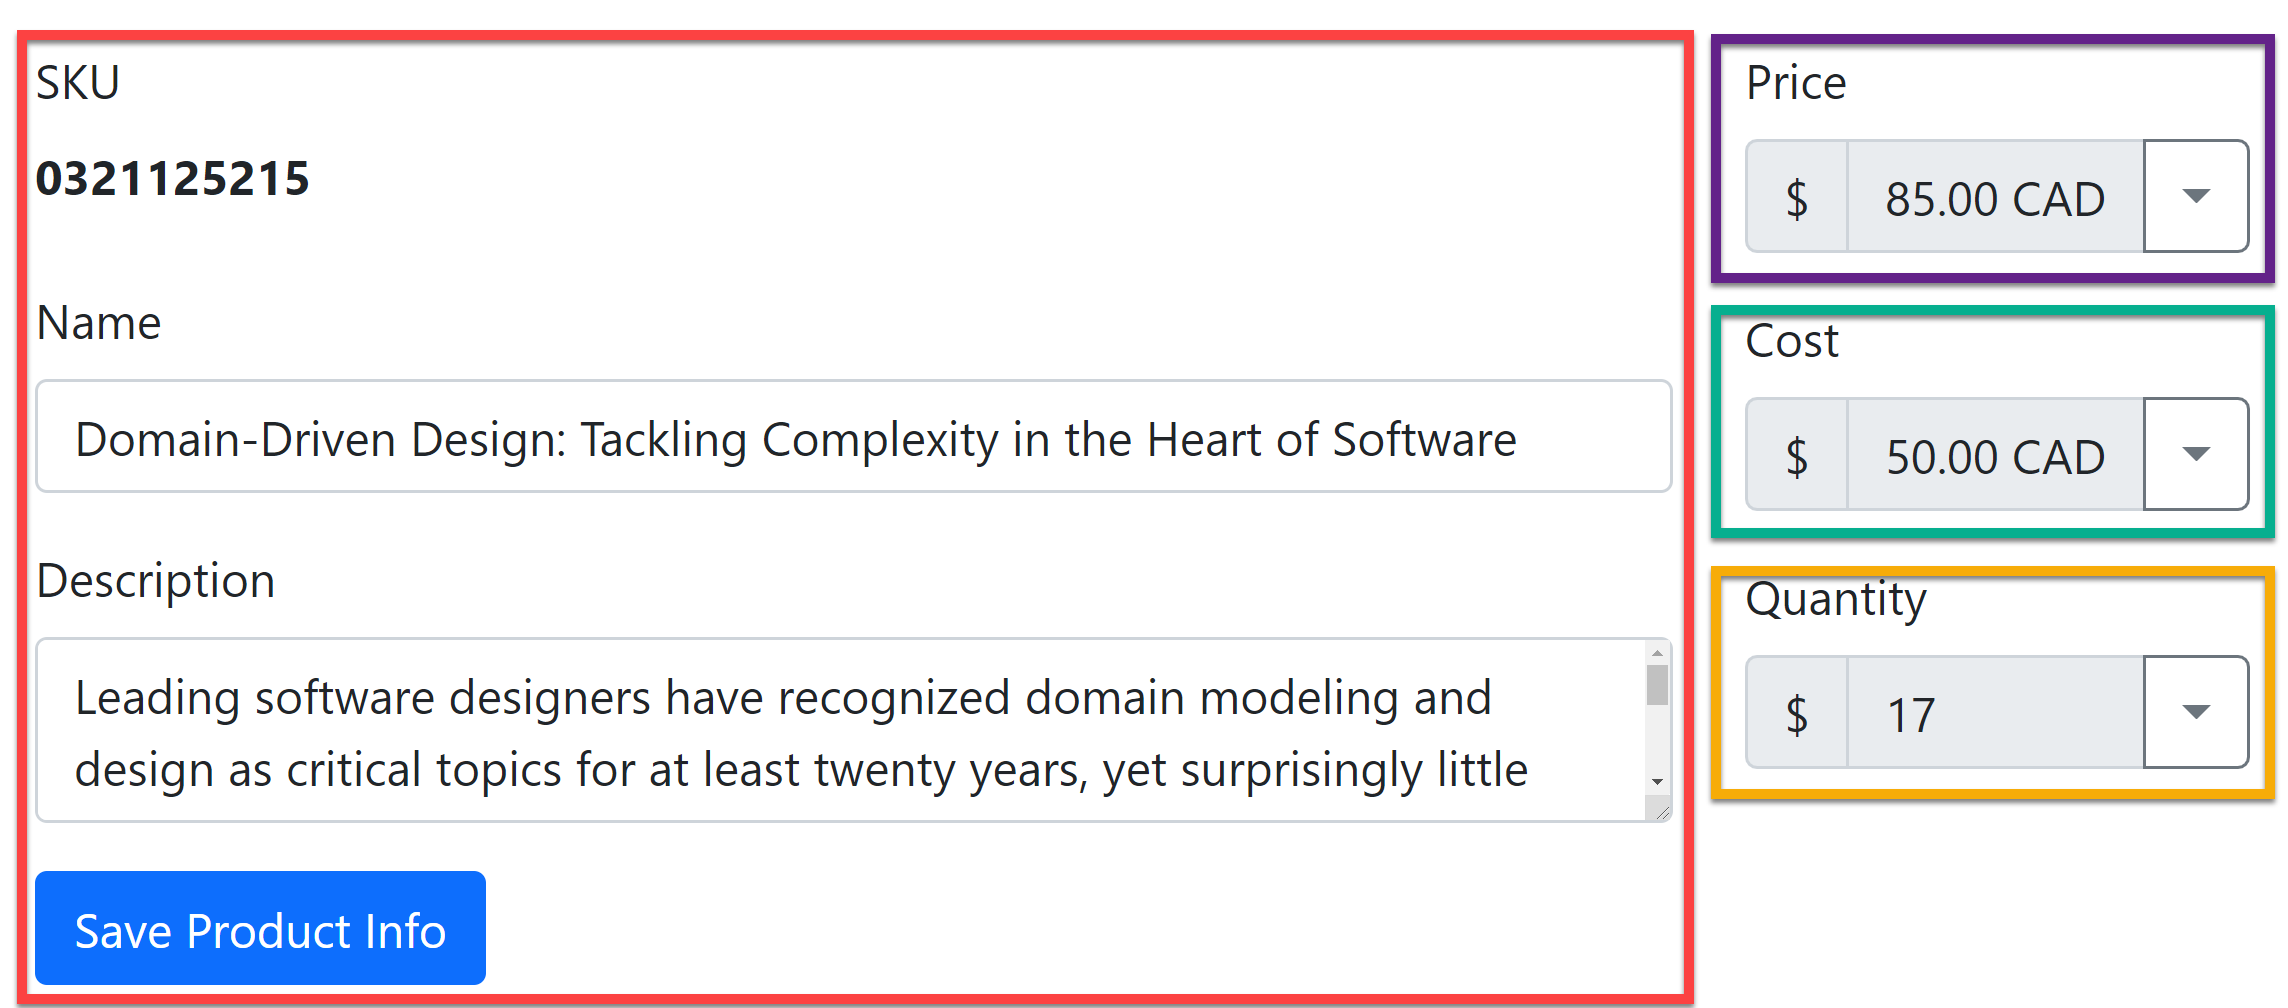 SKU
0321125215
Name
Domain-Driven Design: Tackling Complexity in the Heart of Software
Description
Leading software designers have recognized domain modeling and
design as critical topics for at least twenty years, yet surprisingly little
Save Product Info
Price
$ 85.00 CAD
Cost
$ 50.00 CAD
Quantity
$ 17